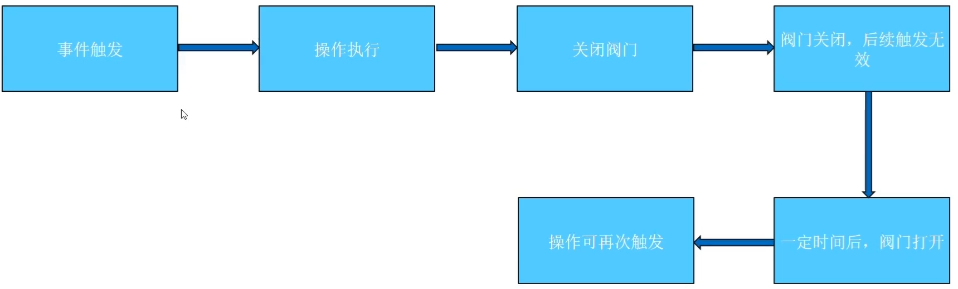 事件触发
操作执行
关闭阀门
阀门关闭，后续触发无
效
一定时间后，阀门打开
操作可再次触发